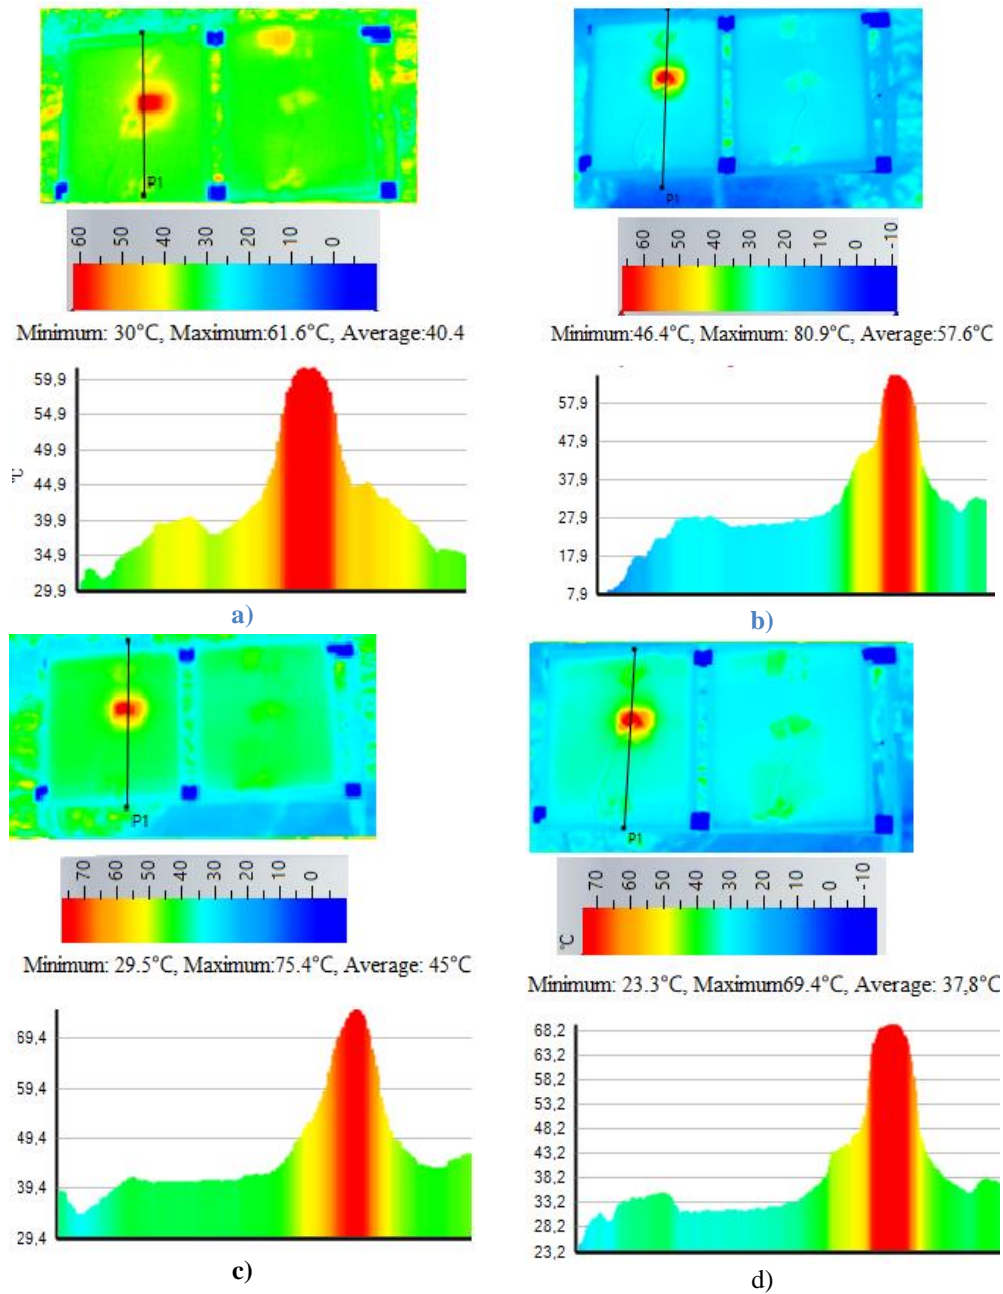 P1
60 50 40 30 20 10 0
Minimum: 30°C, Maximum:61.6°C, Average:40.4
59,9
54,9
49,9
44,9
39,9
34,9
29,9
°C
a)
P1
60 50 40 30 20 10 0 -10
Minimum:46.4°C, Maximum: 80.9°C, Average:57.6°C
57,9
47,9
37,9
27,9
17,9
7,9
b)
P1
70 60 50 40 30 20 10 0
Minimum: 29.5°C, Maximum:75.4°C, Average: 45°C
69,4
59,4
49,4
39,4
29,4
c)
P1
°C
70 60 50 40 30 20 10 0 -10
Minimum: 23.3°C, Maximum69.4°C, Average: 37,8°C
68,2
63,2
58,2
53,2
48,2
43,2
38,2
33,2
28,2
23,2
d)